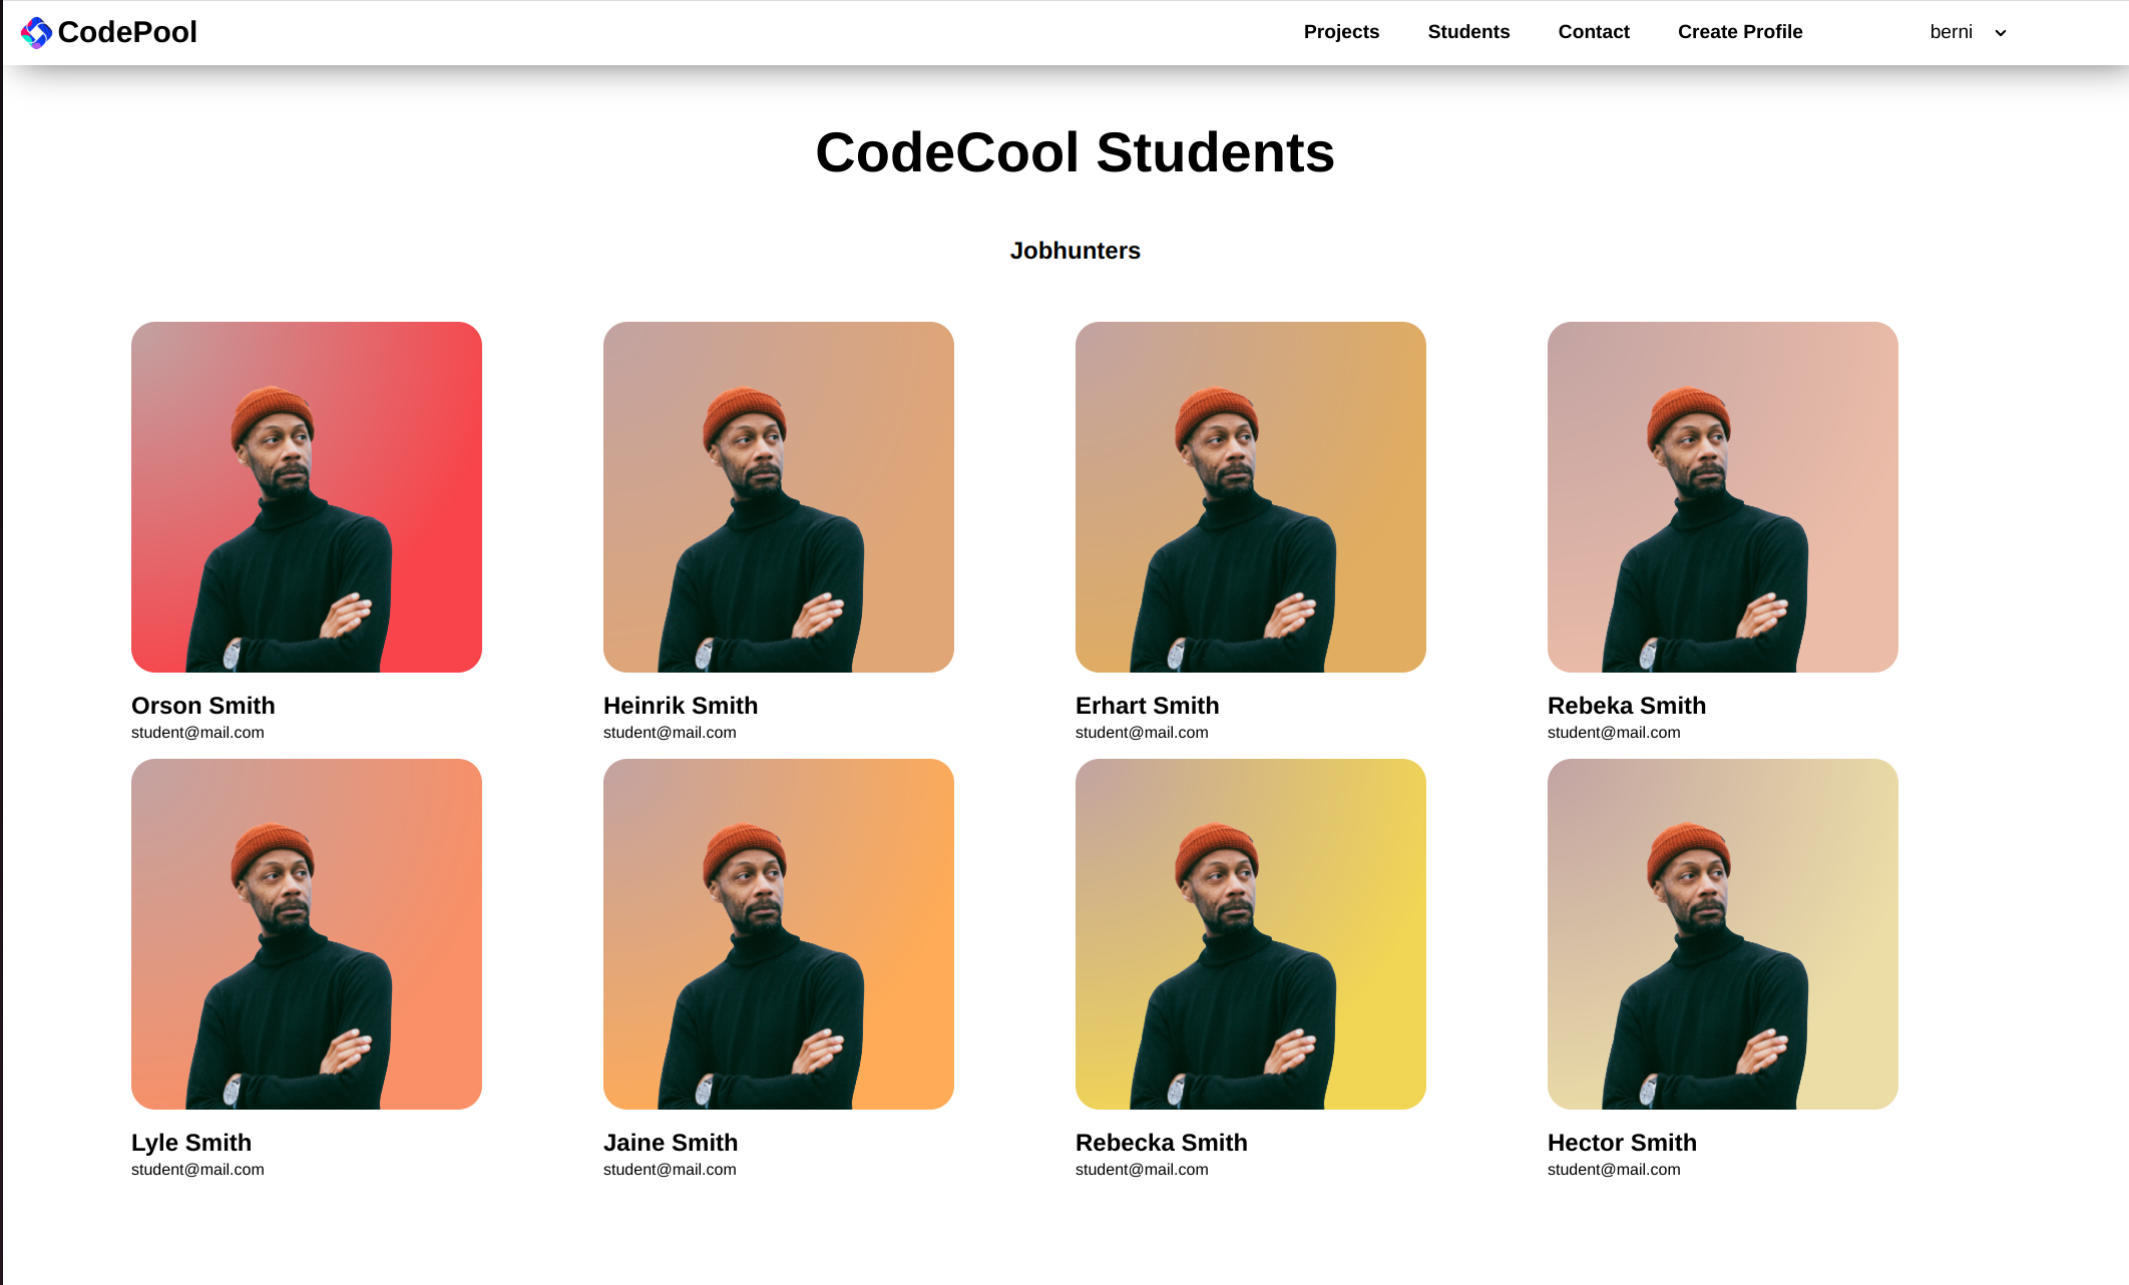 CodePool Projects Students Contact Create Profile berni
CodeCool Students
Jobhunters
Orson Smith Heinrik Smith Erhart Smith Rebeka Smith
student@mail.com student@mail.com student@mail.com student@mail.com
Lyle Smith Jaine Smith Rebecka Smith Hector Smith
student@mail.com student@mail.com student@mail.com student@mail.com